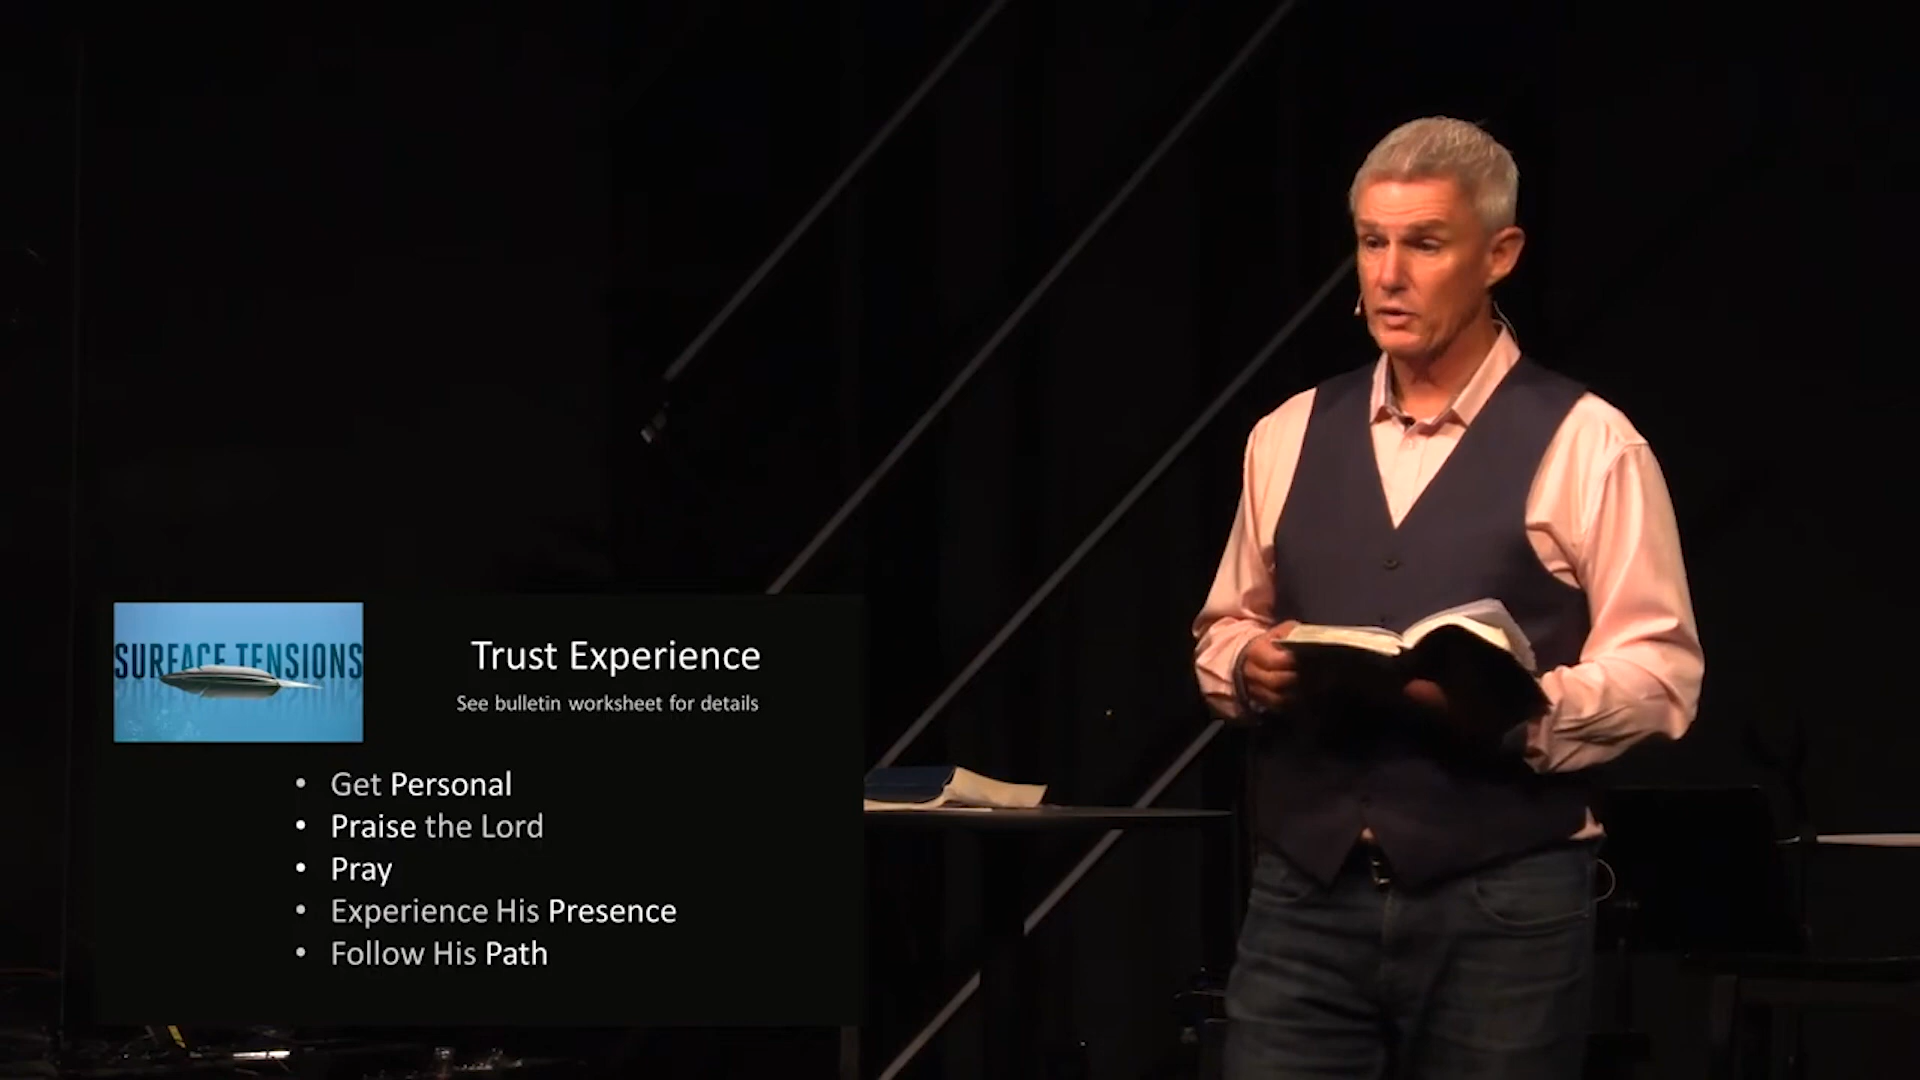 SURFACE TENSIONS
Trust Experience
See bulletin worksheet for details
• Get Personal
• Praise the Lord
• Pray
• Experience His Presence
• Follow His Path